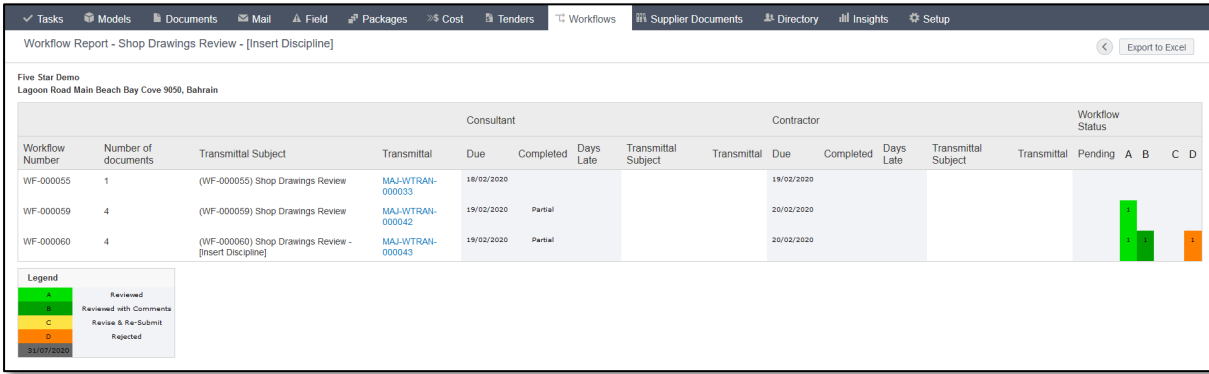 Tasks Models Documents Mail Field Packages Cost Tenders Workflows Supplier Documents Directory Insights Setup
Workflow Report - Shop Drawings Review - [Insert Discipline] Export to Excel
Five Star Demo
Lagoon Road Main Beach Bay Cove 9050, Bahrain
Consultant Contractor Workflow
Status
Workflow Number of Transmittal Subject Transmittal Due Completed Days Transmittal Transmittal Due Completed Days Transmittal Transmittal Pending A B C D
Number documents Late Subject Late Subject
WF-000055 1 (WF-000055) Shop Drawings Review MAJ-WTRAN- 18/02/2020 19/02/2020
000033
WF-000059 4 (WF-000059) Shop Drawings Review MAJ-WTRAN- 19/02/2020 Partial 20/02/2020 1
000042
WF-000060 4 (WF-000060) Shop Drawings Review - MAJ-WTRAN- 19/02/2020 Partial 20/02/2020 1 1 1
[Insert Discipline] 000043
Legend
A Reviewed
B Reviewed with Comments
C Revise & Re-Submit
D Rejected
31/07/2020